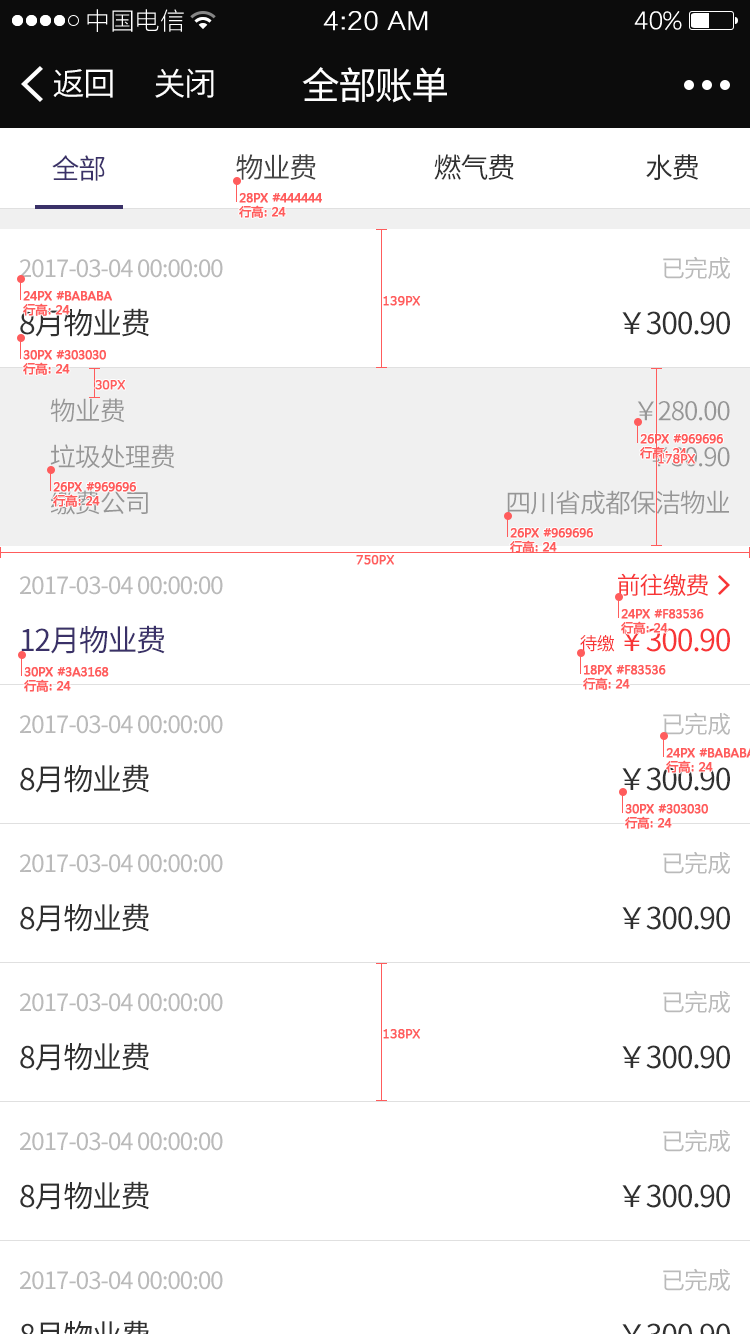 中国电信 4:20 AM 40%
返回 关闭 全部账单
全部 物业费 燃气费 水费
28PX #444444
行高: 24
2017-03-04 00:00:00 已完成
24PX #BABABA
行高: 24
139PX
8月物业费 ￥300.90
30PX #303030
行高: 24
30PX
物业费 ￥280.00
26PX #969696
行高: 24
垃圾处理费
178PX
26PX #969696
行高: 24
缴费公司 四川省成都保洁物业
26PX #969696
行高: 24
750PX
2017-03-04 00:00:00 前往缴费
24PX #F83536
行高: 24
12月物业费 待缴 ￥300.90
30PX #3A3168
行高: 24
18PX #F83536
行高: 24
2017-03-04 00:00:00 已完成
24PX #BABABA
行高: 24
8月物业费 ￥300.90
30PX #303030
行高: 24
2017-03-04 00:00:00 已完成
8月物业费 ￥300.90
2017-03-04 00:00:00 已完成
138PX
8月物业费 ￥300.90
2017-03-04 00:00:00 已完成
8月物业费 ￥300.90
2017-03-04 00:00:00 已完成
8月物业费 ￥300.90